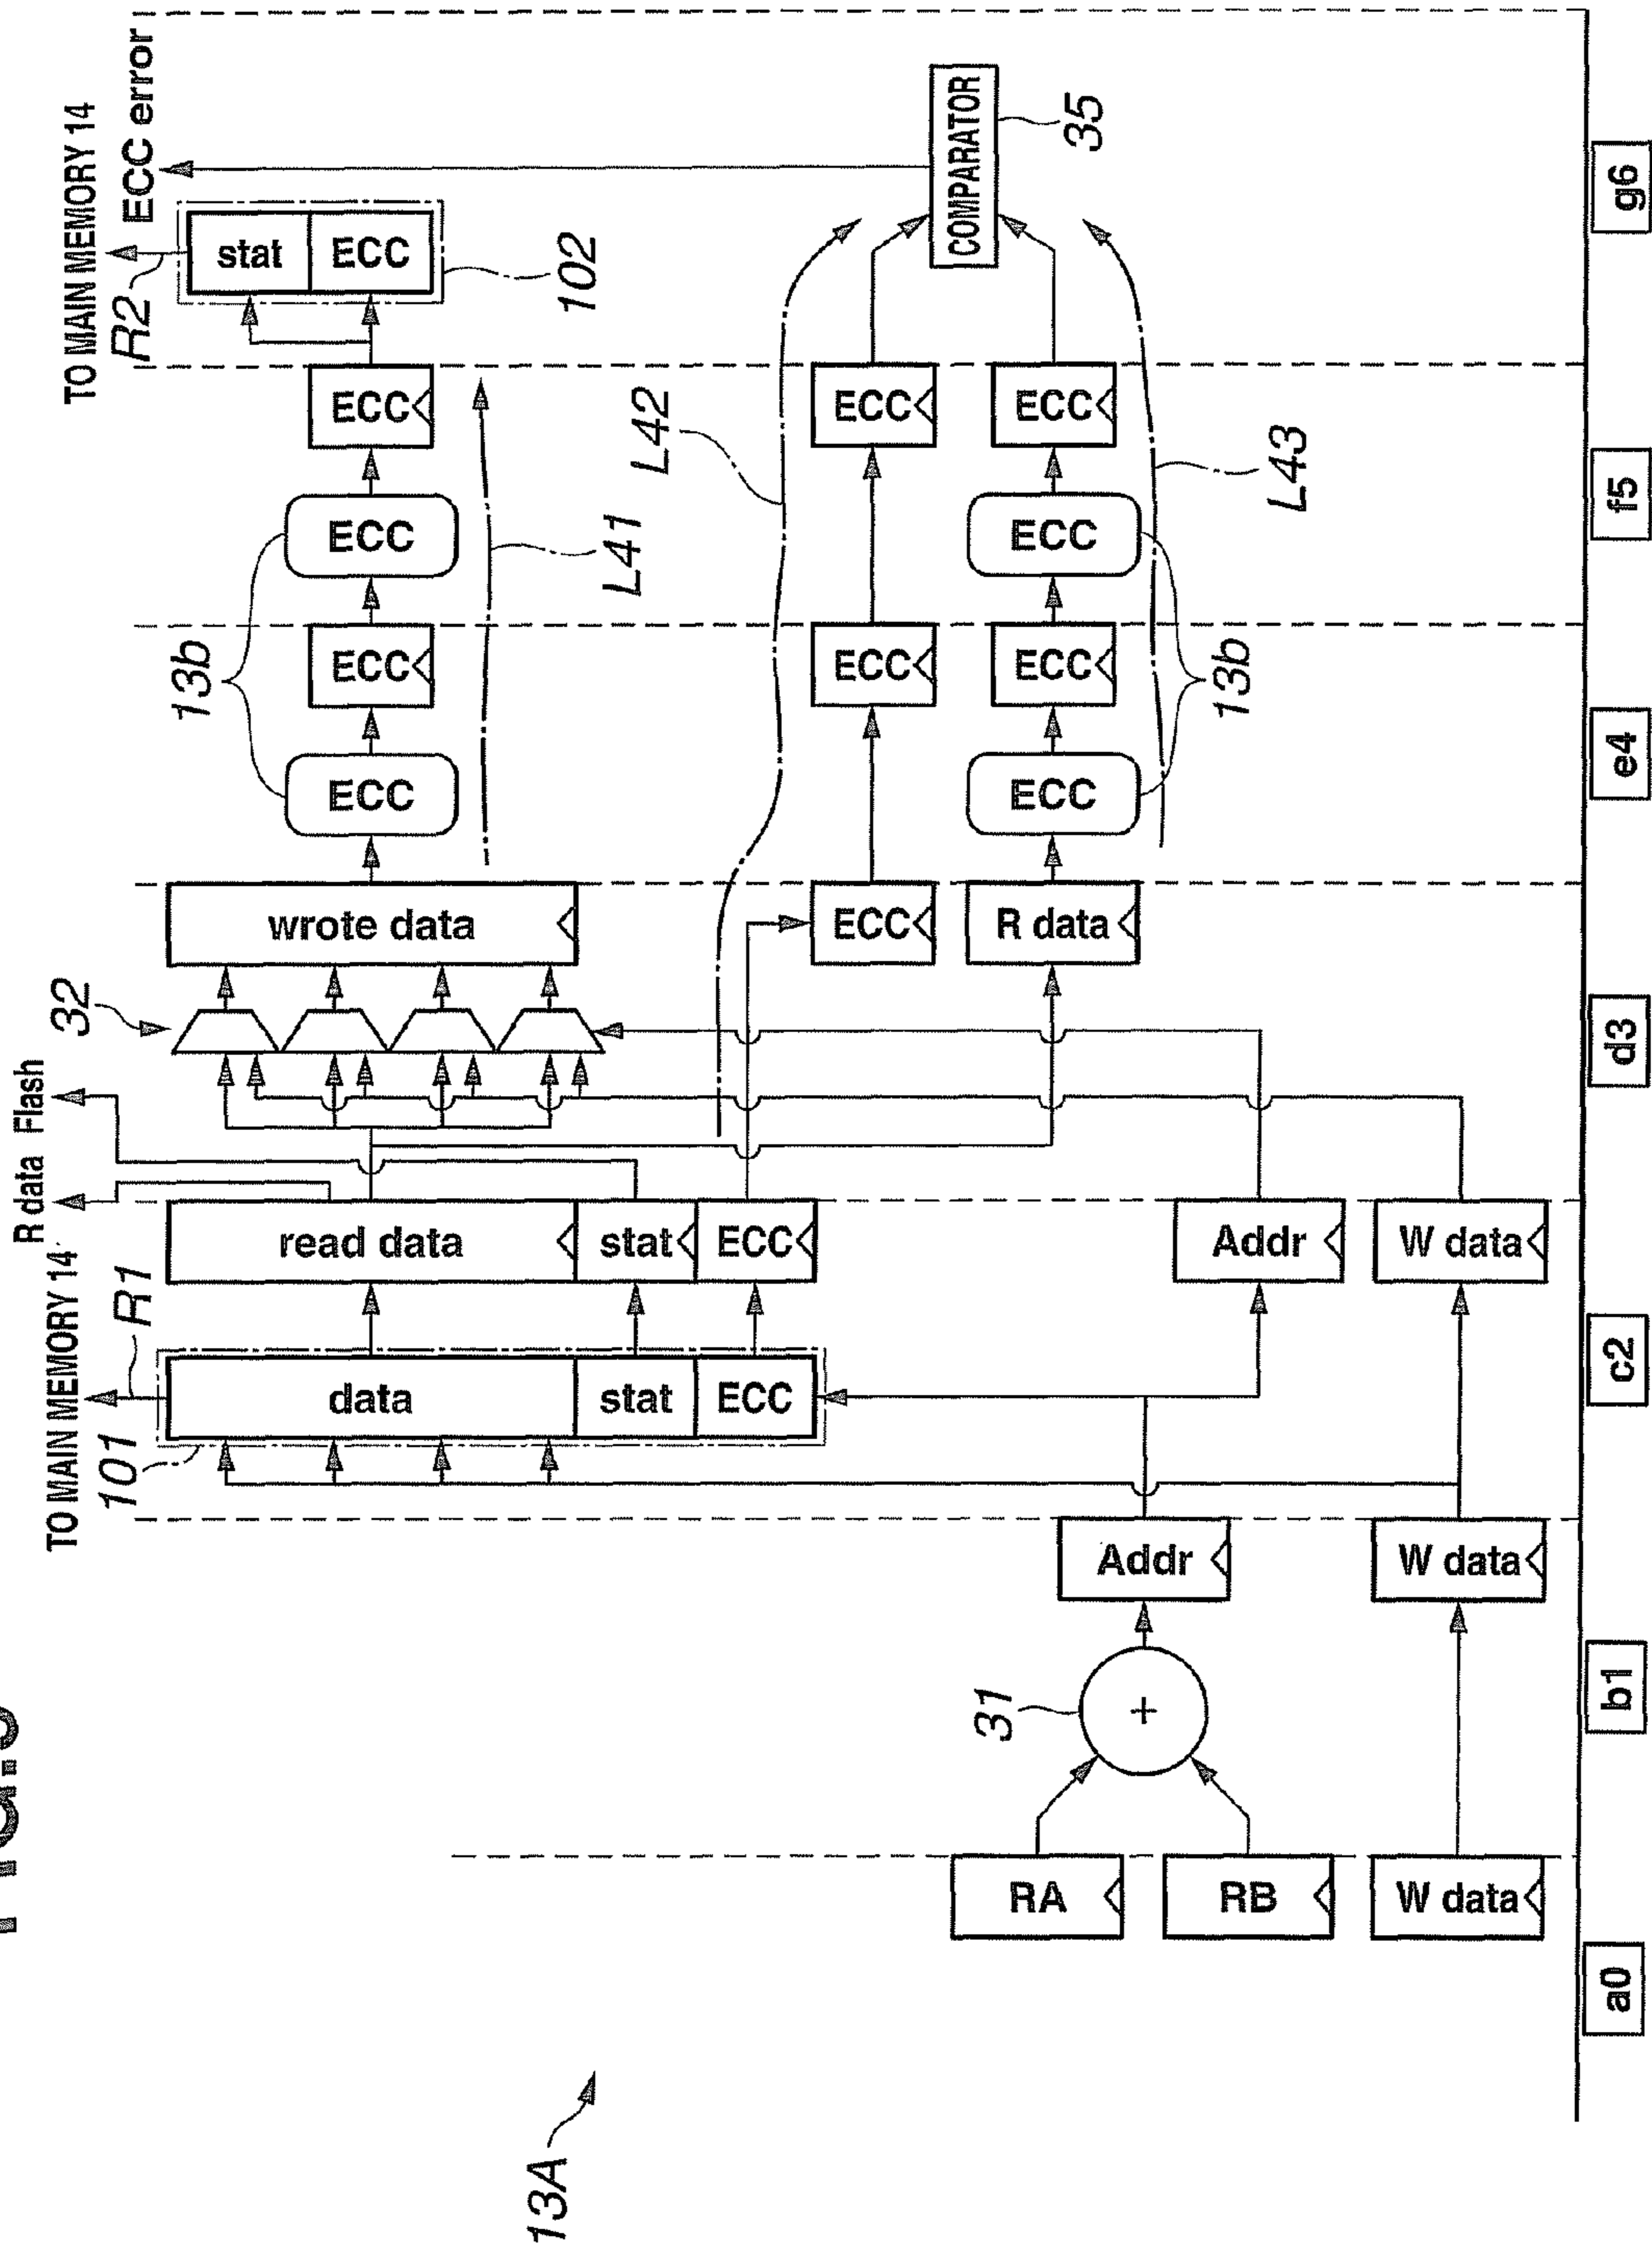 TO MAIN MEMORY 14
ECC error
R2
stat
ECC
102
COMPARATOR
35
g6
ECC
ECC
ECC
L42
L41
L43
13b
ECC
ECC
f5
ECC
ECC
ECC
13b
ECC
ECC
e4
wrote data
ECC
R data
32
d3
R data
Flash
read data
stat
ECC
Addr
W data
TO MAIN MEMORY 14
R1
101
data
stat
ECC
c2
Addr
W data
31
+
b1
RA
RB
W data
a0
13A